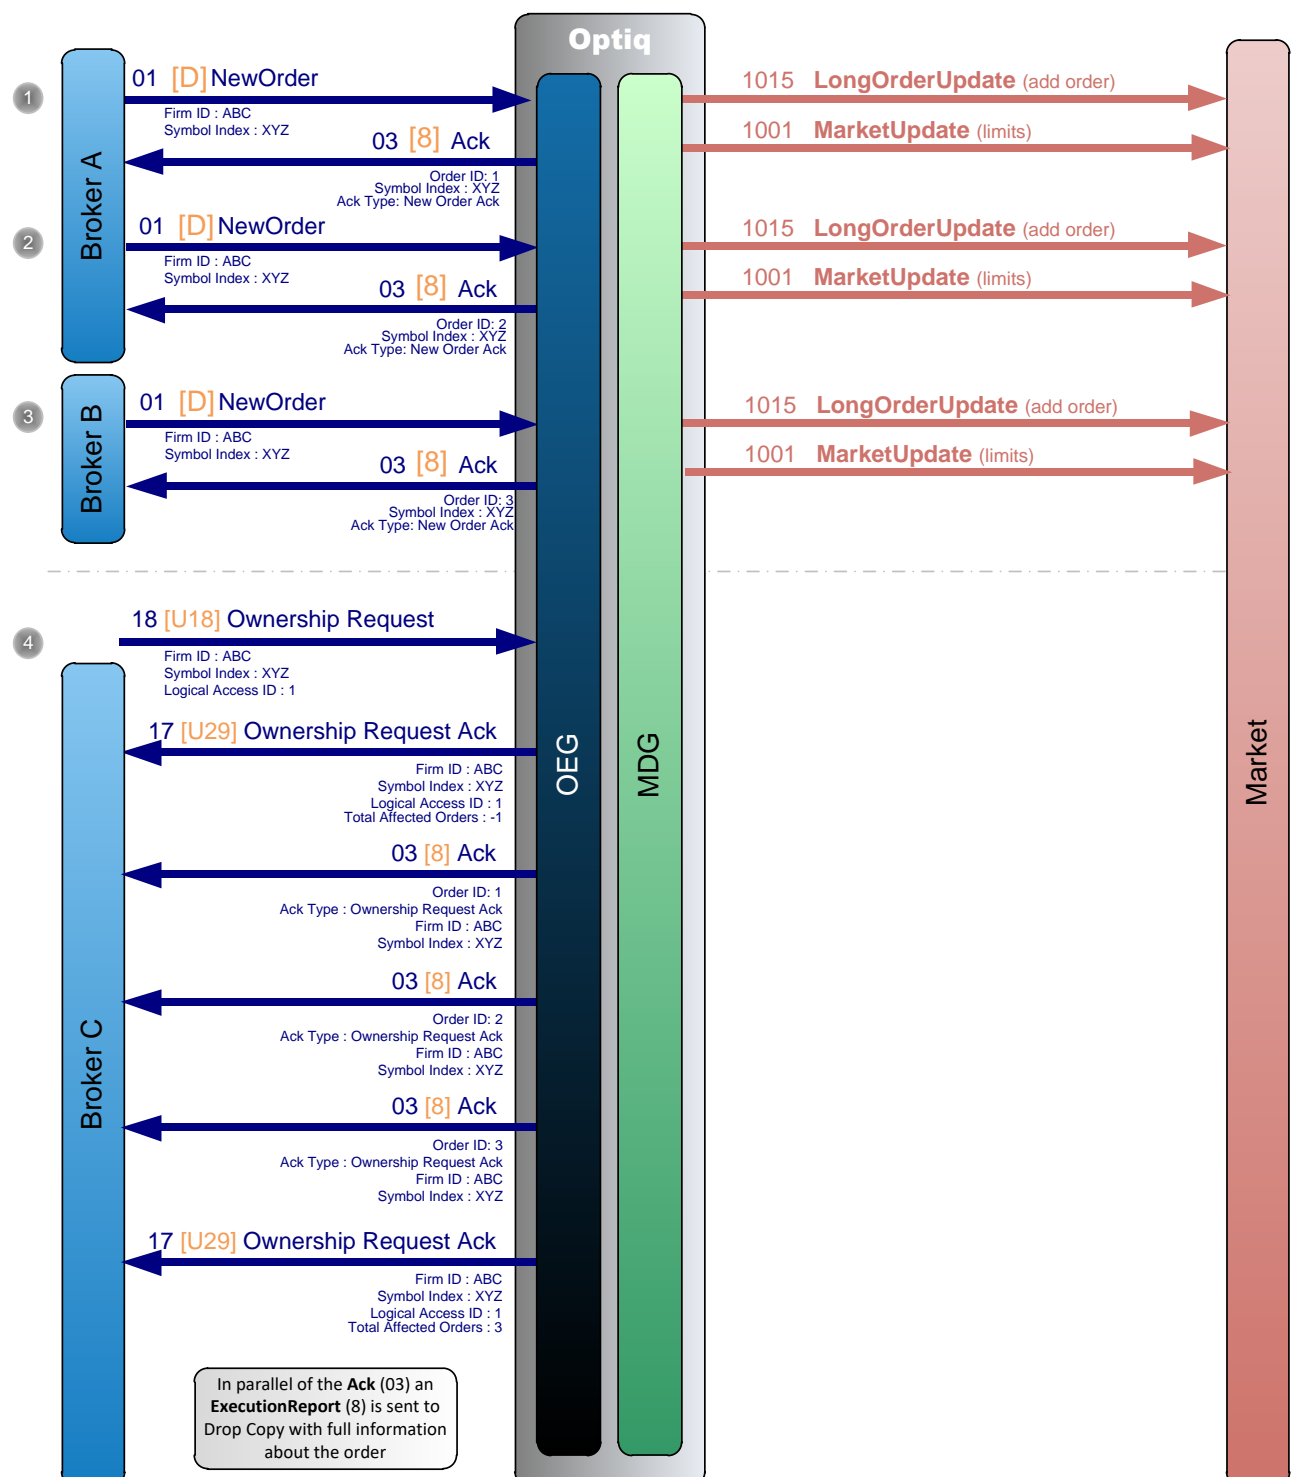 Optiq
1
01 [D] NewOrder
Firm ID : ABC
Symbol Index : XYZ
1015 LongOrderUpdate (add order)
1001 MarketUpdate (limits)
03 [8] Ack
Order ID: 1
Symbol Index : XYZ
Ack Type: New Order Ack
Broker A
2
01 [D] NewOrder
Firm ID : ABC
Symbol Index : XYZ
1015 LongOrderUpdate (add order)
1001 MarketUpdate (limits)
03 [8] Ack
Order ID: 2
Symbol Index : XYZ
Ack Type: New Order Ack
3
Broker B
01 [D] NewOrder
Firm ID : ABC
Symbol Index : XYZ
1015 LongOrderUpdate (add order)
1001 MarketUpdate (limits)
03 [8] Ack
Order ID: 3
Symbol Index : XYZ
Ack Type: New Order Ack
4
18 [U18] Ownership Request
Firm ID : ABC
Symbol Index : XYZ
Logical Access ID : 1
17 [U29] Ownership Request Ack
Firm ID : ABC
Symbol Index : XYZ
Logical Access ID : 1
Total Affected Orders : -1
OEG
MDG
Market
03 [8] Ack
Order ID: 1
Ack Type : Ownership Request Ack
Firm ID : ABC
Symbol Index : XYZ
03 [8] Ack
Order ID: 2
Ack Type : Ownership Request Ack
Firm ID : ABC
Symbol Index : XYZ
Broker C
03 [8] Ack
Order ID: 3
Ack Type : Ownership Request Ack
Firm ID : ABC
Symbol Index : XYZ
17 [U29] Ownership Request Ack
Firm ID : ABC
Symbol Index : XYZ
Logical Access ID : 1
Total Affected Orders : 3
In parallel of the Ack (03) an
ExecutionReport (8) is sent to
Drop Copy with full information
about the order